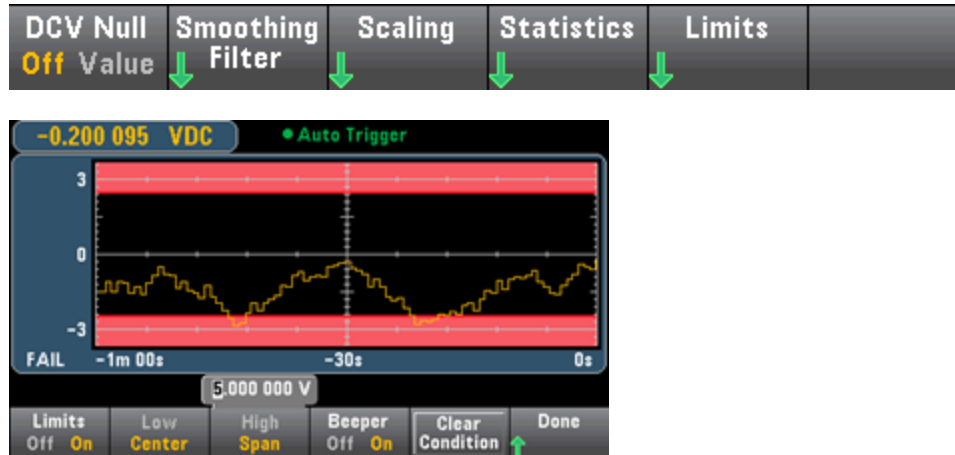 DCV Null Smoothing Scaling Statistics Limits
Off Value Filter
-0.200 095 VDC Auto Trigger
3
0
-3
FAIL -1m 00s -30s 0s
5.000 000 V
Limits Low High Beeper Clear Done
Off On Center Span Off On Condition